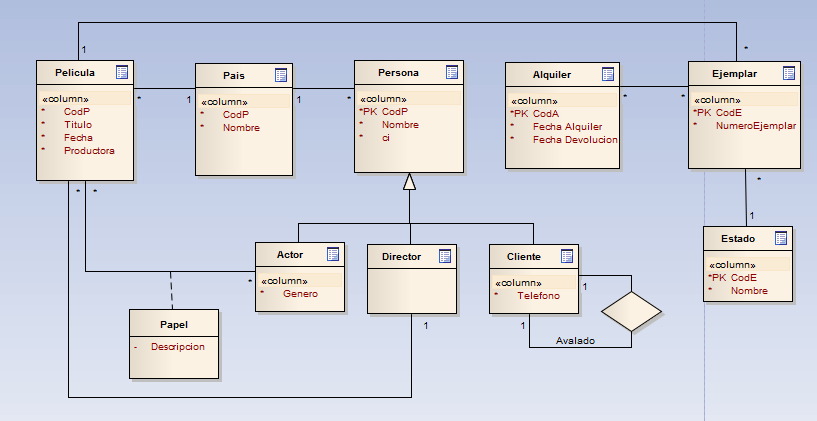 1
*
Pelicula
«column»
* CodP
* Titulo
* Fecha
* Productora
* 1
Pais
«column»
* CodP
* Nombre
1 *
Persona
«column»
*PK CodP
* Nombre
* ci
Alquiler
«column»
*PK CodA
* Fecha Alquiler
* Fecha Devolucion
* *
Ejemplar
«column»
*PK CodE
* NumeroEjemplar
*
1
Estado
«column»
*PK CodE
* Nombre
* *
*
Actor
«column»
* Genero
Director
1
Cliente
«column»
* Telefono
1
1
Avalado
Papel
- Descripcion